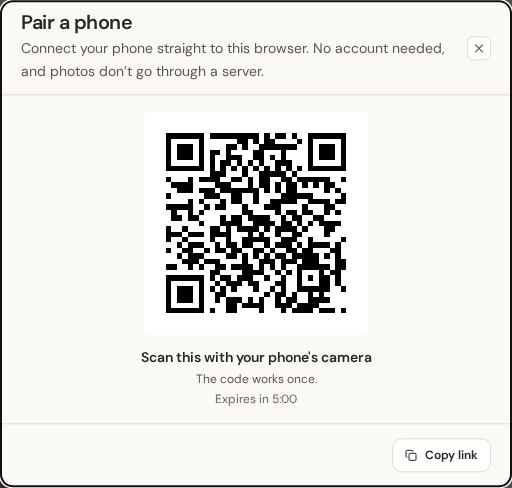 Pair a phone
Connect your phone straight to this browser. No account needed,
and photos don’t go through a server.
Scan this with your phone's camera
The code works once.
Expires in 5:00
Copy link